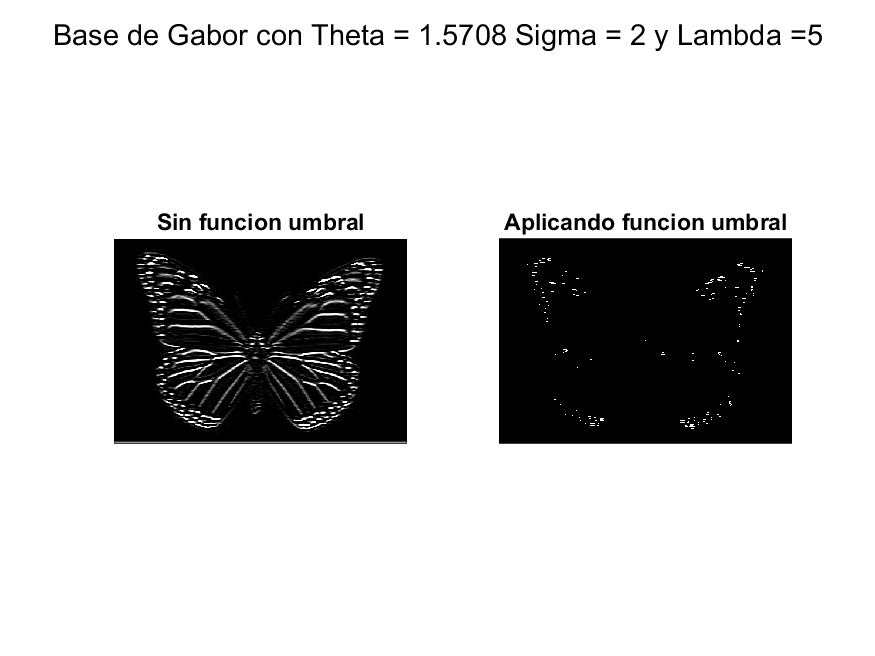 Base de Gabor con Theta = 1.5708 Sigma = 2 y Lambda =5
Sin funcion umbral
Aplicando funcion umbral